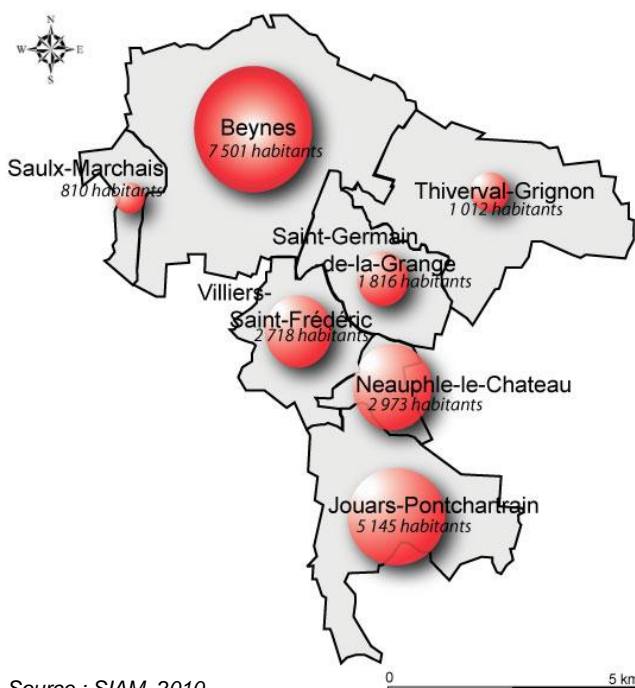 N
W E
S
Beynes
7 501 habitants
Saulx-Marchais
810 habitants
Thiverval-Grignon
1 012 habitants
Saint-Germain
de-la-Grange
1 816 habitants
Villiers-
Saint-Frédéric
2 718 habitants
Neauphle-le-Chateau
2 973 habitants
Jouars-Pontchartrain
5 145 habitants
0 5 km
Source : SIAM, 2010